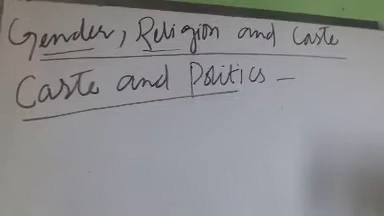 Gender, Religion and Caste
Caste and Politics -